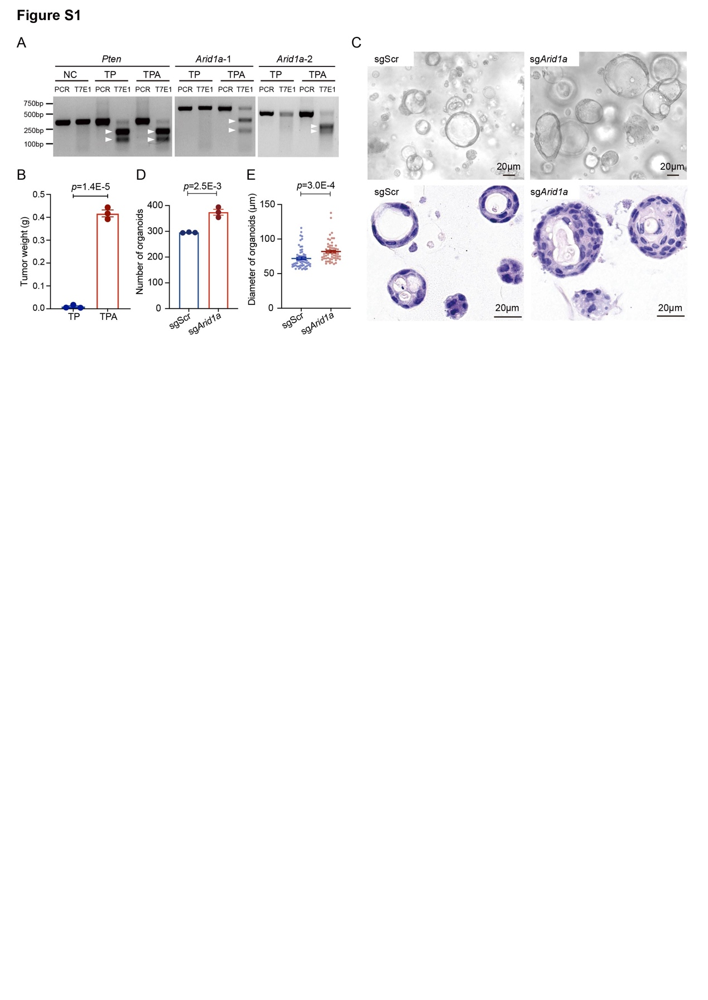 Figure S1
A
Pten
Arid1a-1
Arid1a-2
NC TP TPA TP TPA TP TPA
PCR T7E1 PCR T7E1 PCR T7E1 PCR T7E1 PCR T7E1 PCR T7E1 PCR T7E1
750bp
500bp
250bp
100bp
B
p=1.4E-5
Tumor weight (g)
0.5
0.4
0.3
0.2
0.1
0.0
TP TPA
D
p=2.5E-3
Number of organoids
400
300
200
100
0
sgScr
sgArid1a
E
p=3.0E-4
Diameter of organoids (µm)
150
100
50
0
sgScr
sgArid1a
C
sgScr
20µm
sgArid1a
20µm
sgScr
20µm
sgArid1a
20µm